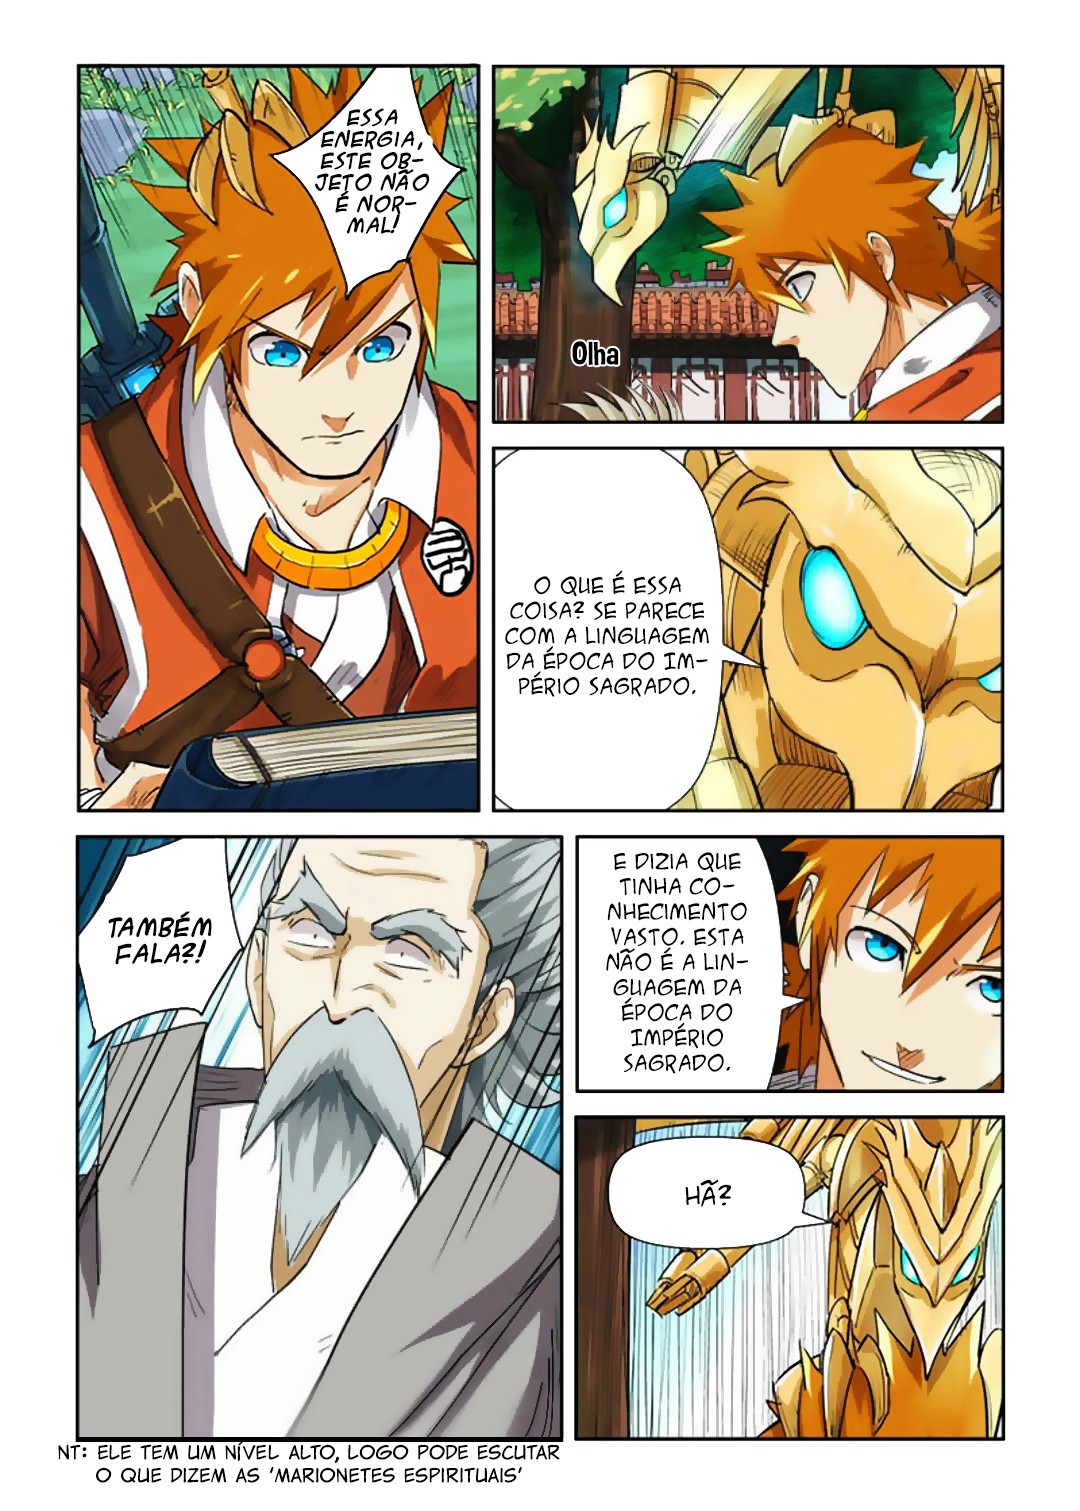 ESSA
ENERGIA,
ESTE OB-
JETO NÃO
É NOR-
MAL!
Olha
O QUE É ESSA
COISA? SE PARECE
COM A LINGUAGEM
DA ÉPOCA DO IM-
PÉRIO SAGRADO.
TAMBÉM
FALA?!
E DIZIA QUE
TINHA CO-
NHECIMENTO
VASTO. ESTA
NÃO É A LIN-
GUAGEM DA
ÉPOCA DO
IMPÉRIO
SAGRADO.
HÃ?
NT: ELE TEM UM NÍVEL ALTO, LOGO PODE ESCUTAR
O QUE DIZEM AS 'MARIONETES ESPIRITUAIS'